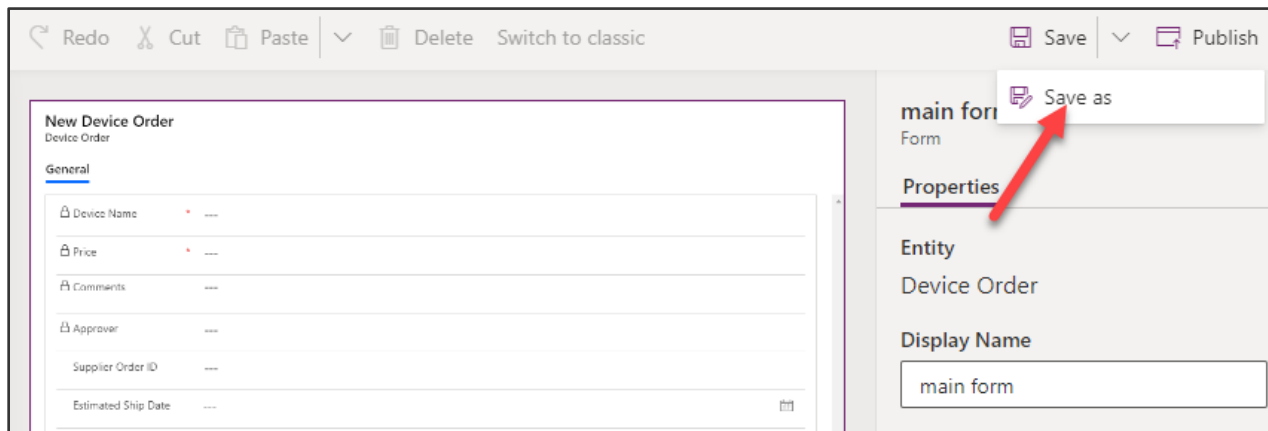 Redo Cut Paste Delete Switch to classic Save Publish
Save as
New Device Order
Device Order
General
Device Name * ---
Price * ---
Comments ---
Approver ---
Supplier Order ID ---
Estimated Ship Date ---
main form
Form
Properties
Entity
Device Order
Display Name
main form